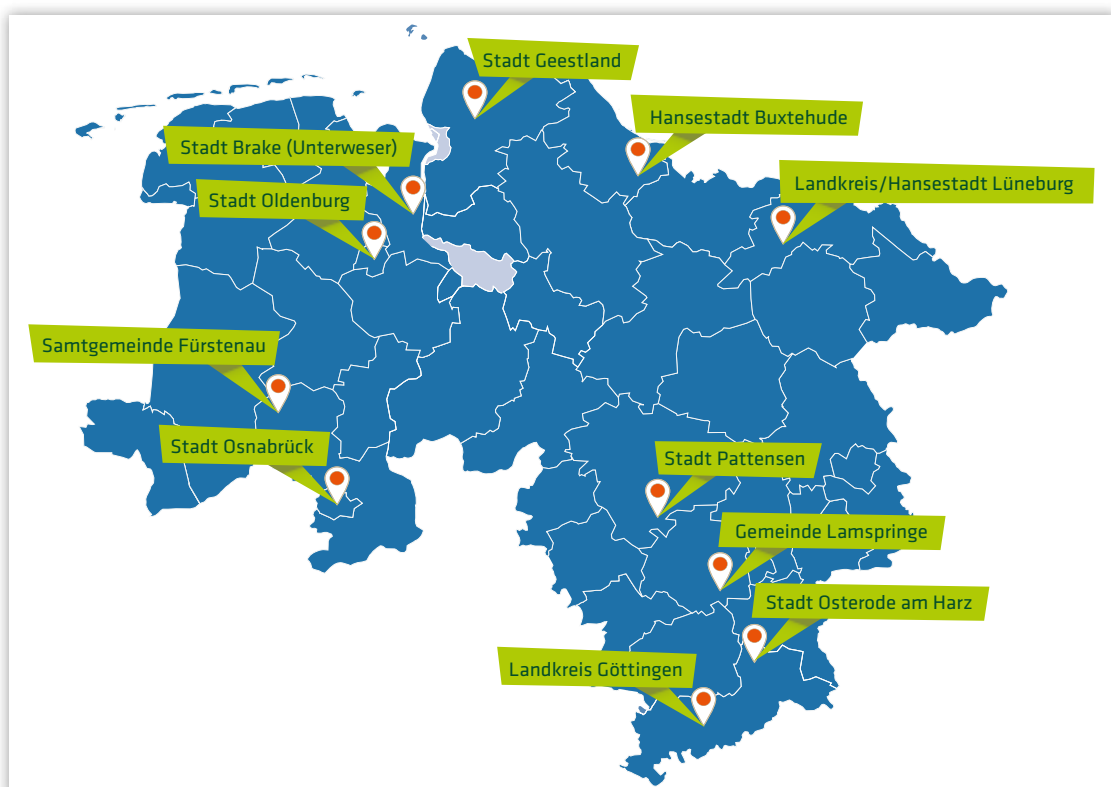 Stadt Geestland
Hansestadt Buxtehude
Stadt Brake (Unterweser)
Landkreis/Hansestadt Lüneburg
Stadt Oldenburg
Samtgemeinde Fürstenau
Stadt Osnabrück
Stadt Pattensen
Gemeinde Lamspringe
Stadt Osterode am Harz
Landkreis Göttingen